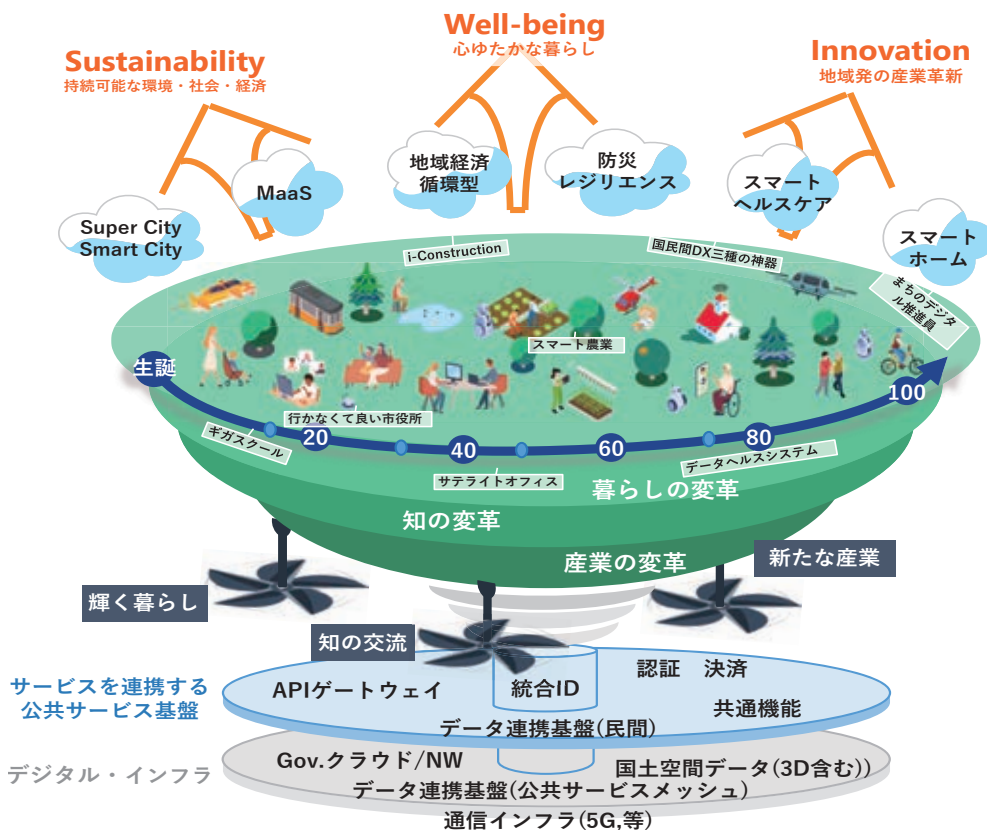 Well-being
心ゆたかな暮らし
Sustainability
持続可能な環境・社会・経済
Innovation
地域発の産業革新
Super City
Smart City
MaaS
地域経済
循環型
防災
レジリエンス
スマート
ヘルスケア
スマート
ホーム
i-Construction
国民間DX三種の神器
まちのデジタ
ル推進員
スマート農業
生誕
行かなくて良い市役所
ギガスクール
20
40
60
80
100
サテライトオフィス
データヘルスシステム
暮らしの変革
知の変革
産業の変革
新たな産業
輝く暮らし
知の交流
サービスを連携する
公共サービス基盤
APIゲートウェイ
統合ID
認証 決済
共通機能
データ連携基盤(民間)
デジタル・インフラ
Gov.クラウド/NW
国土空間データ(3D含む))
データ連携基盤(公共サービスメッシュ)
通信インフラ(5G,等)